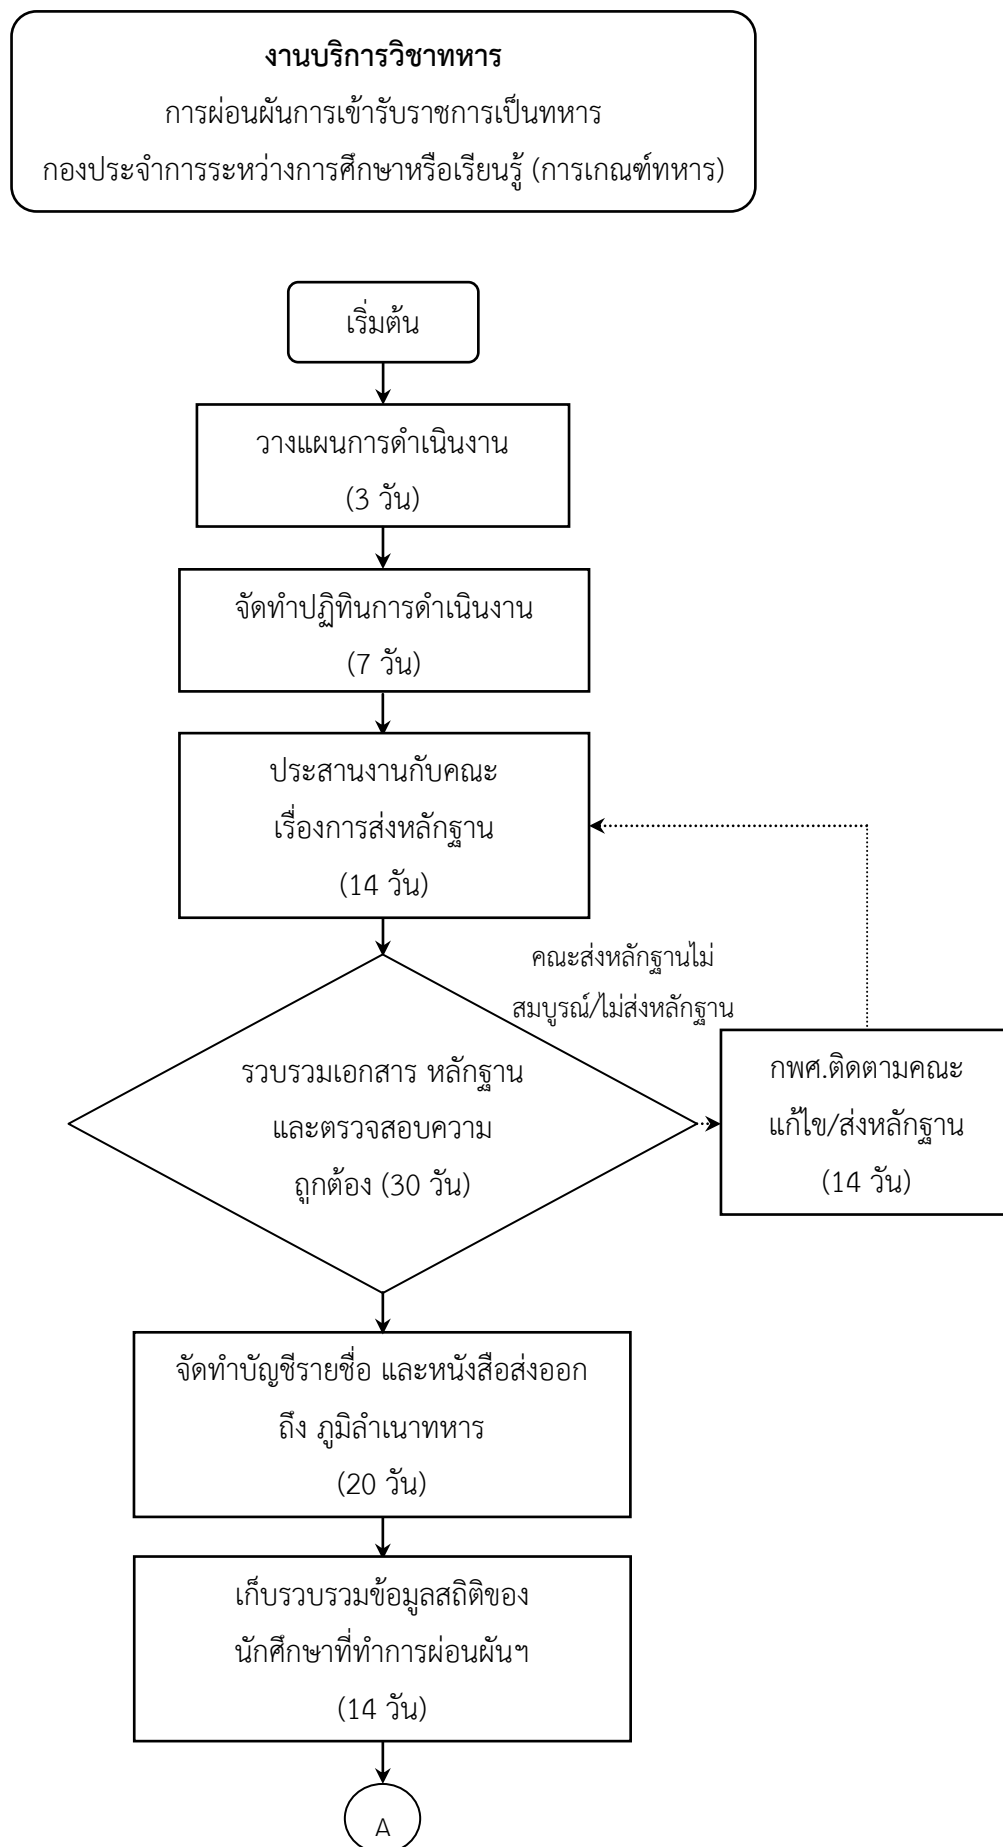 งานบริการวิชาทหาร
การผ่อนผันการเข้ารับราชการเป็นทหาร
กองประจำการระหว่างการศึกษาหรือเรียนรู้ (การเกณฑ์ทหาร)
เริ่มต้น
วางแผนการดำเนินงาน
(3 วัน)
จัดทำปฏิทินการดำเนินงาน
(7 วัน)
ประสานงานกับคณะ
เรื่องการส่งหลักฐาน
(14 วัน)
คณะส่งหลักฐานไม่
สมบูรณ์/ไม่ส่งหลักฐาน
รวบรวมเอกสาร หลักฐาน
และตรวจสอบความ
ถูกต้อง (30 วัน)
กพศ.ติดตามคณะ
แก้ไข/ส่งหลักฐาน
(14 วัน)
จัดทำบัญชีรายชื่อ และหนังสือส่งออก
ถึง ภูมิลำเนาทหาร
(20 วัน)
เก็บรวบรวมข้อมูลสถิติของ
นักศึกษาที่ทำการผ่อนผันฯ
(14 วัน)
A